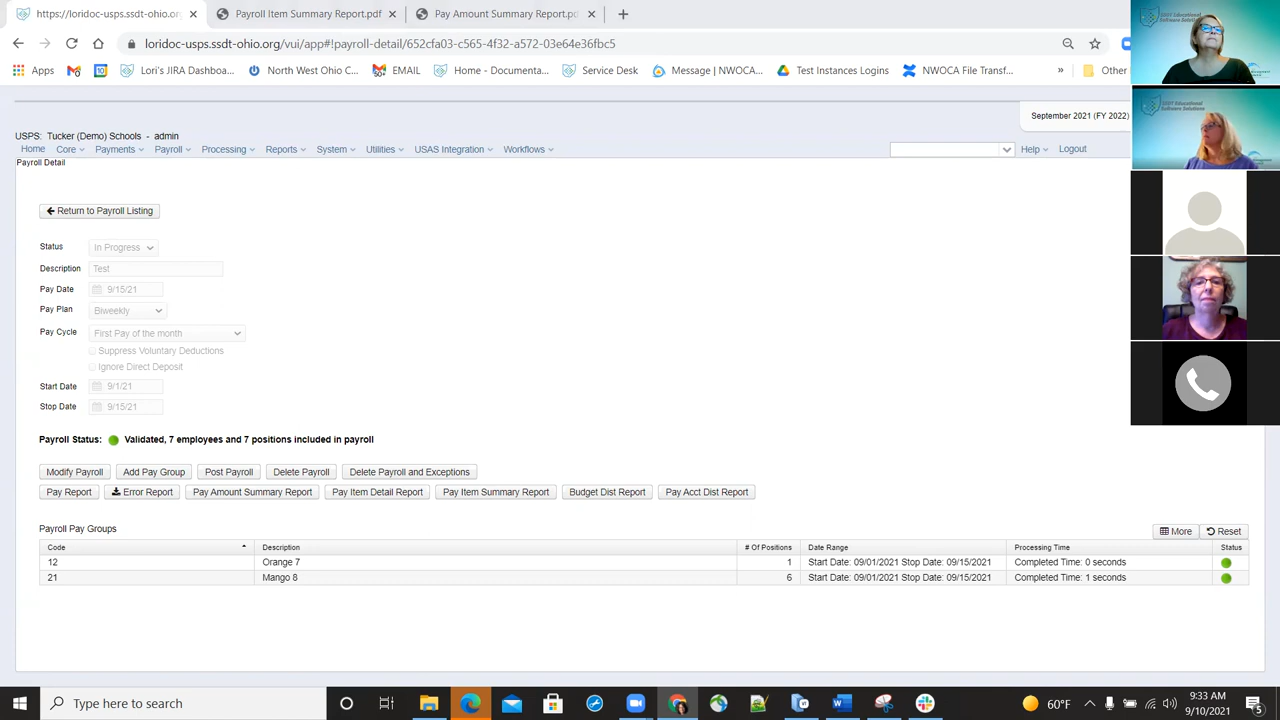 https://loridoc-usps.ssdt-ohio.org/
Payroll Item Summary Report.pdf
Pay Amount Summary Report.pdf
loridoc-usps.ssdt-ohio.org/vui/app#!payroll-detail/652cfa03-c565-4f32-a572-03e64e36fbc5
Apps
Lori's JIRA Dashboa...
North West Ohio C...
EMAIL
Home - Documenta...
Service Desk
Message | NWOCA...
Test Instances Logins
NWOCA File Transf...
»
Other
September 2021 (FY 2022)
USPS: Tucker (Demo) Schools - admin
Home Core Payments Payroll Processing Reports System Utilities USAS Integration Workflows Help Logout
Payroll Detail
Return to Payroll Listing
Status In Progress
Description Test
Pay Date 9/15/21
Pay Plan Biweekly
Pay Cycle First Pay of the month
Suppress Voluntary Deductions
Ignore Direct Deposit
Start Date 9/1/21
Stop Date 9/15/21
Payroll Status: Validated, 7 employees and 7 positions included in payroll
Modify Payroll Add Pay Group Post Payroll Delete Payroll Delete Payroll and Exceptions
Pay Report Error Report Pay Amount Summary Report Pay Item Detail Report Pay Item Summary Report Budget Dist Report Pay Acct Dist Report
Payroll Pay Groups More Reset
Code Description # Of Positions Date Range Processing Time Status
12 Orange 7 1 Start Date: 09/01/2021 Stop Date: 09/15/2021 Completed Time: 0 seconds
21 Mango 8 6 Start Date: 09/01/2021 Stop Date: 09/15/2021 Completed Time: 1 seconds
Type here to search
60°F
9:33 AM
9/10/2021
5